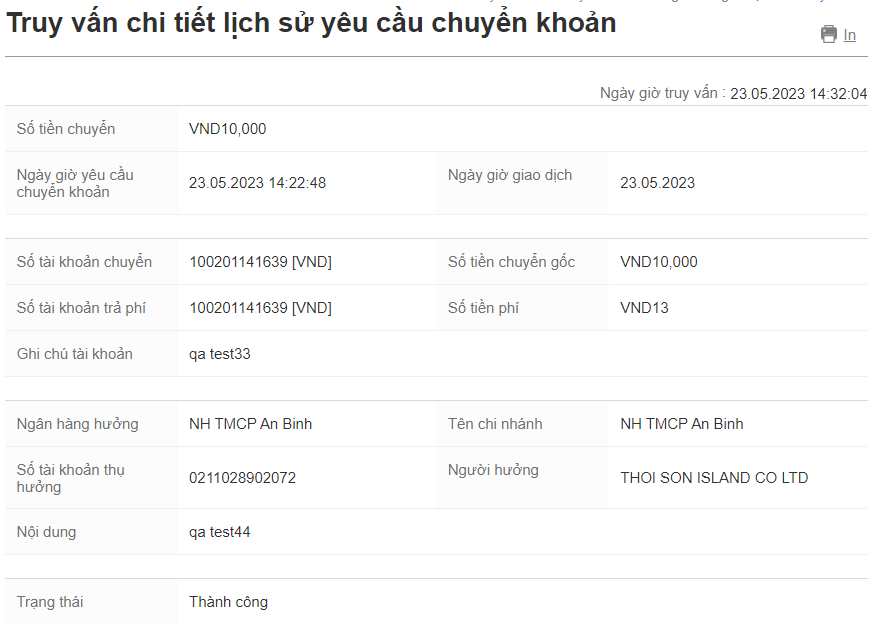 Truy vấn chi tiết lịch sử yêu cầu chuyển khoản
In
Ngày giờ truy vấn : 23.05.2023 14:32:04
Số tiền chuyển VND10,000
Ngày giờ yêu cầu chuyển khoản 23.05.2023 14:22:48 Ngày giờ giao dịch 23.05.2023
Số tài khoản chuyển 100201141639 [VND] Số tiền chuyển gốc VND10,000
Số tài khoản trả phí 100201141639 [VND] Số tiền phí VND13
Ghi chú tài khoản qa test33
Ngân hàng hưởng NH TMCP An Binh Tên chi nhánh NH TMCP An Binh
Số tài khoản thụ hưởng 0211028902072 Người hưởng THOI SON ISLAND CO LTD
Nội dung qa test44
Trạng thái Thành công